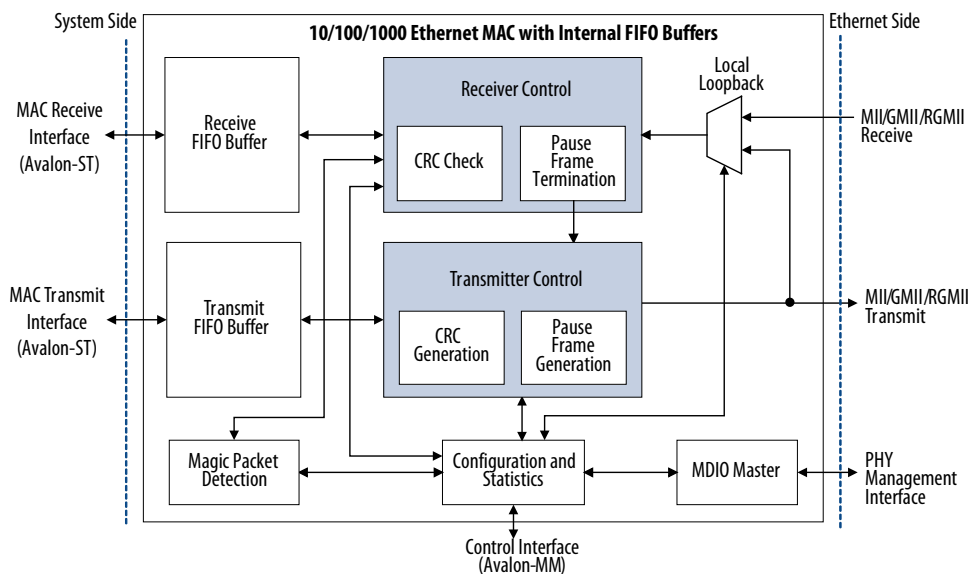 System Side
Ethernet Side
10/100/1000 Ethernet MAC with Internal FIFO Buffers
MAC Receive
Interface
(Avalon-ST)
Receive
FIFO Buffer
Receiver Control
CRC Check
Pause
Frame
Termination
Local
Loopback
MII/GMII/RGMII
Receive
MAC Transmit
Interface
(Avalon-ST)
Transmit
FIFO Buffer
Transmitter Control
CRC
Generation
Pause
Frame
Generation
MII/GMII/RGMII
Transmit
Magic Packet
Detection
Configuration and
Statistics
MDIO Master
PHY
Management
Interface
Control Interface
(Avalon-MM)